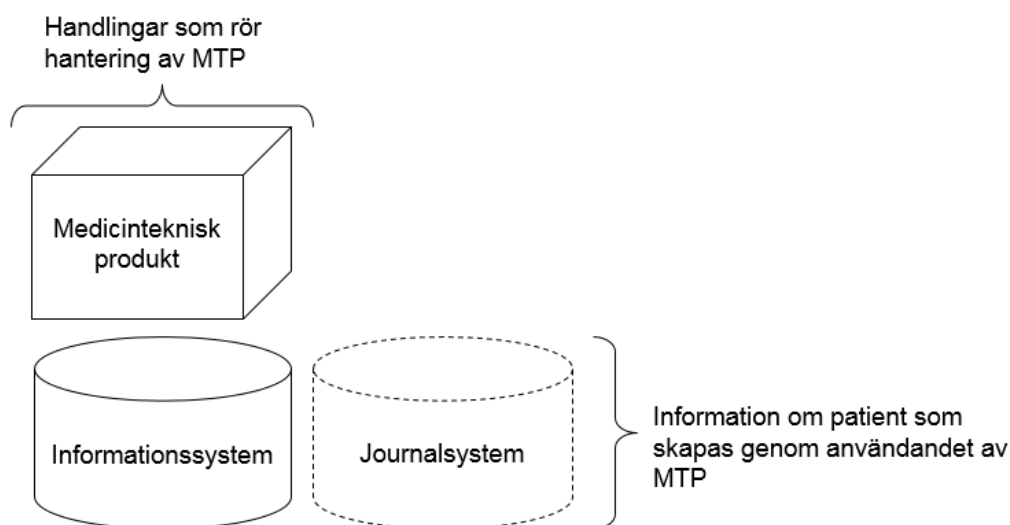 Handlingar som rör
hantering av MTP
Medicinteknisk
produkt
Informationssystem
Journalsystem
Information om patient som
skapas genom användandet av
MTP